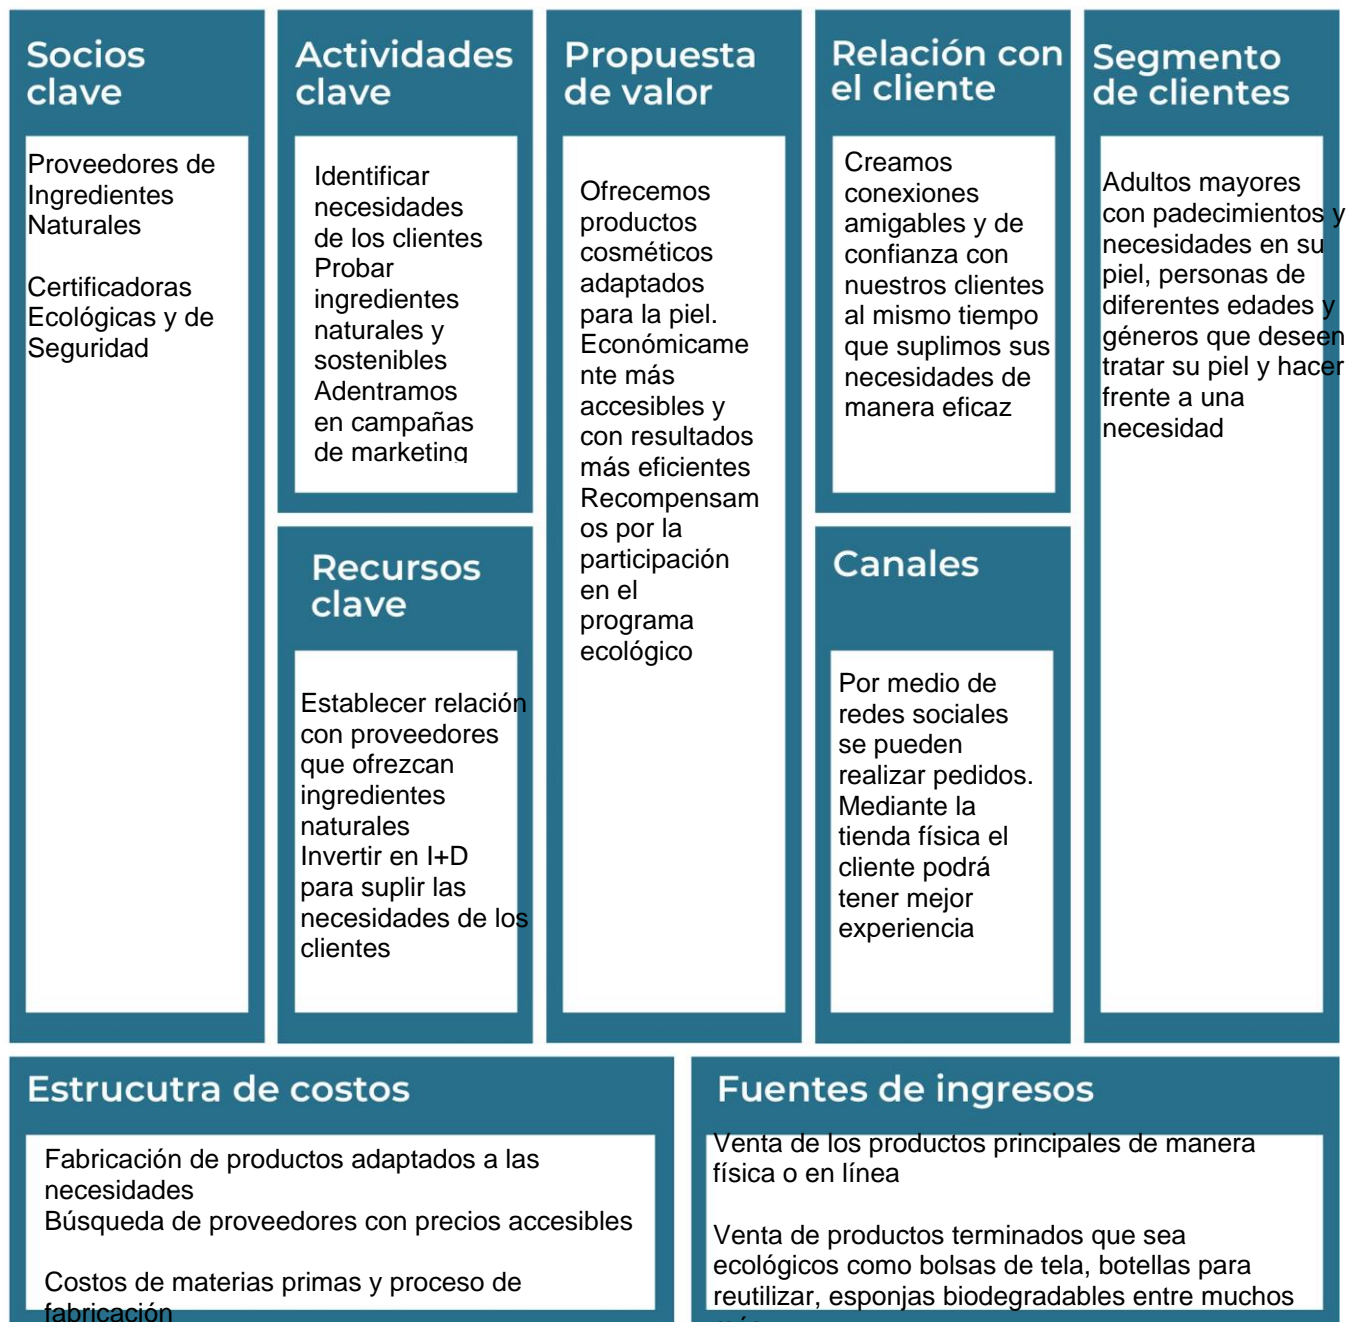 Socios
clave
Proveedores de
Ingredientes
Naturales
Certificadoras
Ecológicas y de
Seguridad
Actividades
clave
Identificar
necesidades
de los clientes
Probar
ingredientes
naturales y
sostenibles
Adentramos
en campañas
de marketing
Recursos
clave
Establecer relación
con proveedores
que ofrezcan
ingredientes
naturales
Invertir en I+D
para suplir las
necesidades de los
clientes
Propuesta
de valor
Ofrecemos
productos
cosméticos
adaptados
para la piel.
Económicame
nte más
accesibles y
con resultados
más eficientes
Recompensam
os por la
participación
en el
programa
ecológico
Relación con
el cliente
Creamos
conexiones
amigables y de
confianza con
nuestros clientes
al mismo tiempo
que suplimos sus
necesidades de
manera eficaz
Canales
Por medio de
redes sociales
se pueden
realizar pedidos.
Mediante la
tienda física el
cliente podrá
tener mejor
experiencia
Segmento
de clientes
Adultos mayores
con padecimientos y
necesidades en su
piel, personas de
diferentes edades y
géneros que deseen
tratar su piel y hacer
frente a una
necesidad
Estrucutra de costos
Fabricación de productos adaptados a las
necesidades
Búsqueda de proveedores con precios accesibles
Costos de materias primas y proceso de
fabricación
Fuentes de ingresos
Venta de los productos principales de manera
física o en línea
Venta de productos terminados que sea
ecológicos como bolsas de tela, botellas para
reutilizar, esponjas biodegradables entre muchos